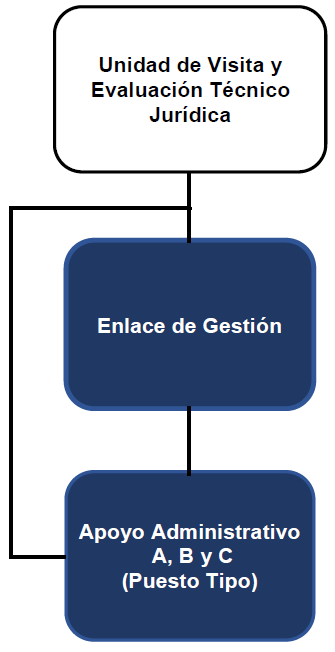 Unidad de Visita y
Evaluación Técnico
Jurídica
Enlace de Gestión
Apoyo Administrativo
A, B y C
(Puesto Tipo)